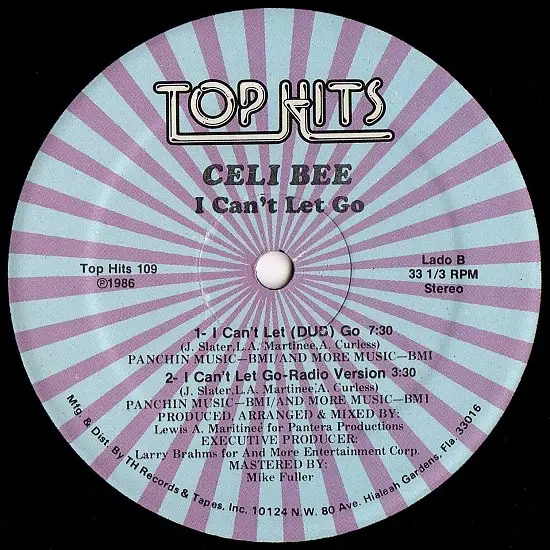 TOP HITS
CELI BEE
I Can't Let Go
Top Hits 109
℗1986
Lado B
33 1/3 RPM
Stereo
1- I Can't Let (DUB) Go 7:30
(J. Slater,L.A. Martinee,A. Curless)
PANCHIN MUSIC—BMI/AND MORE MUSIC—BMI
2- I Can't Let Go-Radio Version 3:30
(J. Slater,L.A. Martinee,A. Curless)
PANCHIN MUSIC—BMI/AND MORE MUSIC—BMI
PRODUCED, ARRANGED & MIXED BY:
Lewis A. Maritineé for Pantera Productions
EXECUTIVE PRODUCER:
Larry Brahms for And More Entertainment Corp.
MASTERED BY:
Mike Fuller
Mfg. & Dist. By TH Records & Tapes, Inc. 10124 N.W. 80 Ave. Hialeah Gardens, Fla. 33016